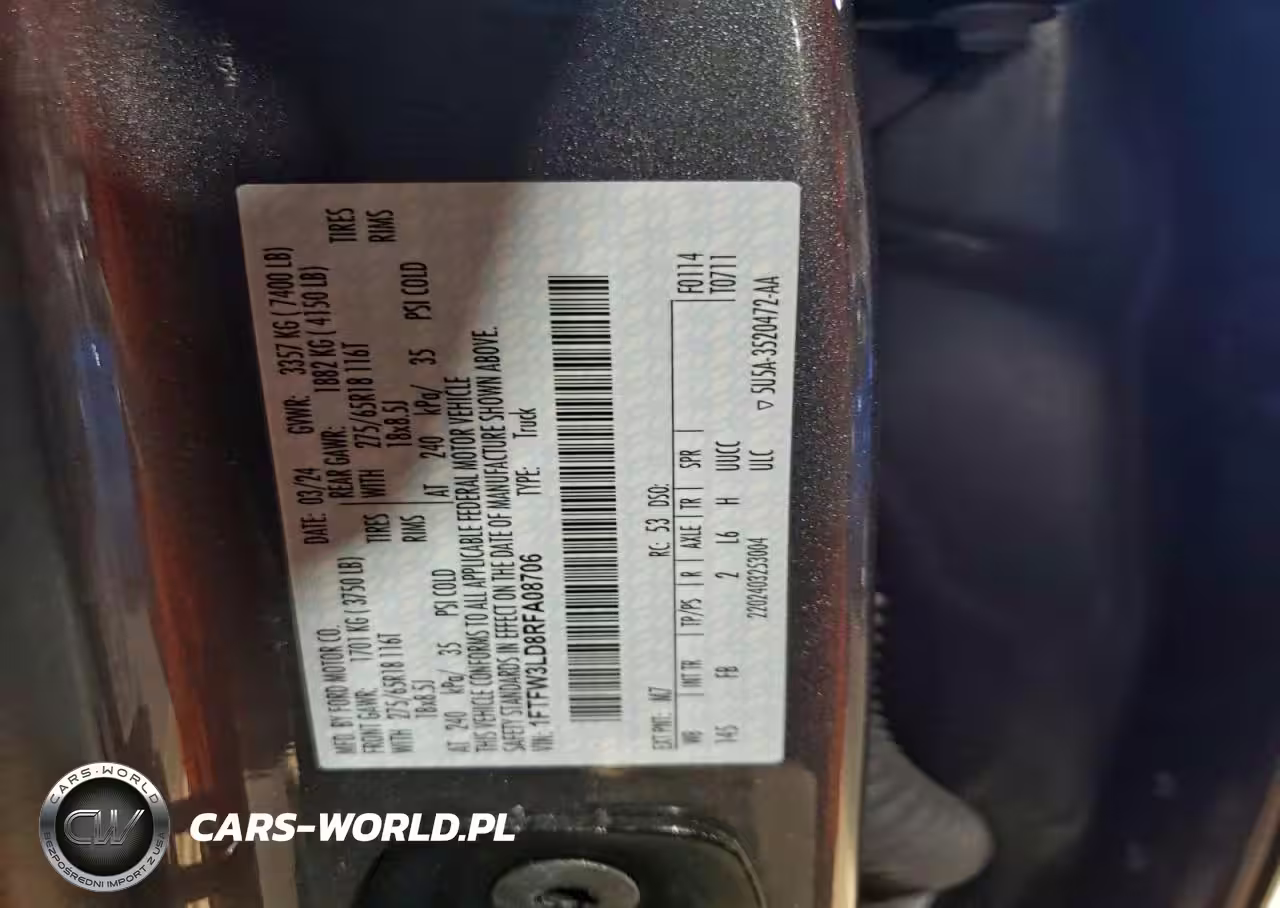 MFD. BY FORD MOTOR CO.
DATE: 03/24 GVWR: 3357 KG ( 7400 LB)
FRONT GAWR: 1701 KG ( 3750 LB) REAR GAWR: 1882 KG ( 4150 LB)
WITH 275/65R18 116T TIRES WITH 275/65R18 116T TIRES
18x8.5J RIMS 18x8.5J RIMS
AT 240 kPa/ 35 PSI COLD AT 240 kPa/ 35 PSI COLD
THIS VEHICLE CONFORMS TO ALL APPLICABLE FEDERAL MOTOR VEHICLE
SAFETY STANDARDS IN EFFECT ON THE DATE OF MANUFACTURE SHOWN ABOVE.
VIN: 1FTFW3LD8RFA08706 TYPE: Truck
EXT PNT: M7 RC: 53 DSO:
WB INT TR TP/PS R AXLE TR SPR F0114
145 FB 2 L6 H UUCC T0711
2202403253004 ULC ▽ 5U5A-3520472-AA
CARS-WORLD
CW
BEZPOŚREDNI IMPORT Z USA
CARS-WORLD.PL